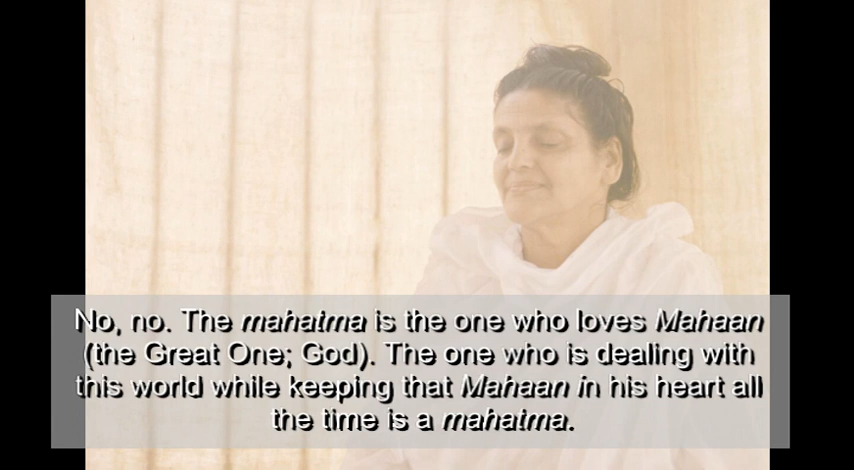 No, no. The mahatma is the one who loves Mahaan
(the Great One; God). The one who is dealing with
this world while keeping that Mahaan in his heart all
the time is a mahatma.